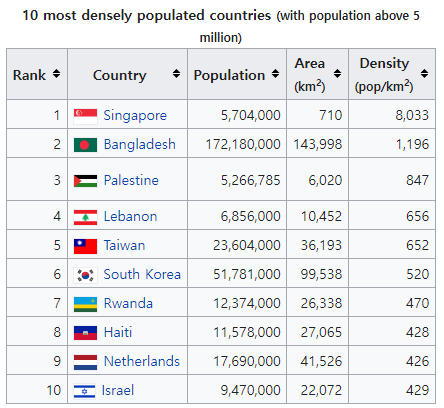 10 most densely populated countries (with population above 5
million)
Rank Country Population Area (km²) Density (pop/km²)
1 Singapore 5,704,000 710 8,033
2 Bangladesh 172,180,000 143,998 1,196
3 Palestine 5,266,785 6,020 847
4 Lebanon 6,856,000 10,452 656
5 Taiwan 23,604,000 36,193 652
6 South Korea 51,781,000 99,538 520
7 Rwanda 12,374,000 26,338 470
8 Haiti 11,578,000 27,065 428
9 Netherlands 17,690,000 41,526 426
10 Israel 9,470,000 22,072 429